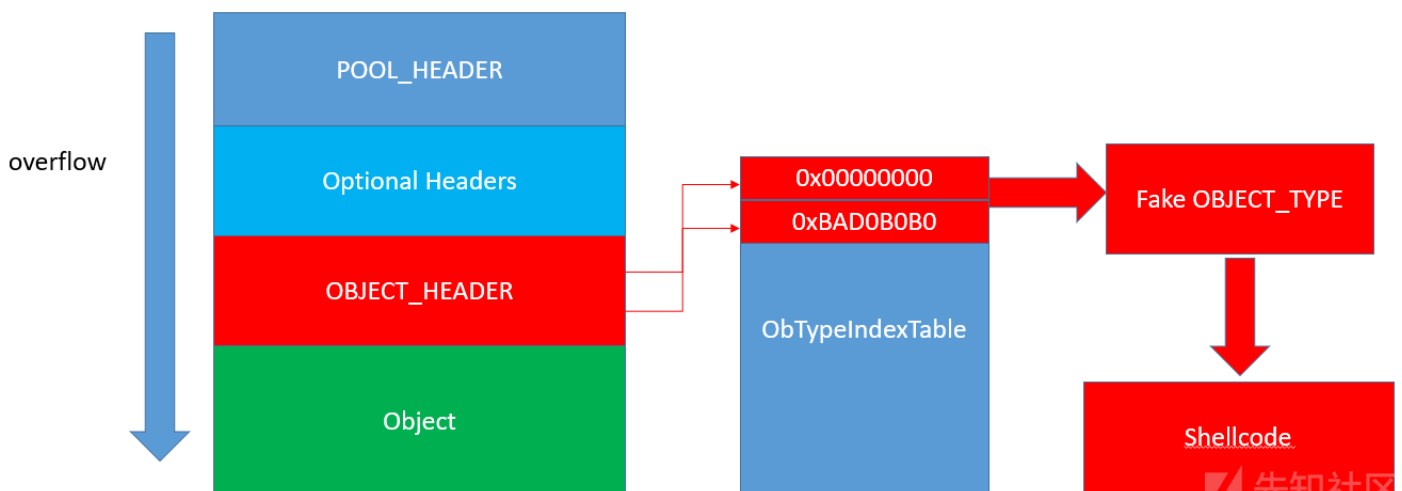 POOL_HEADER
overflow
Optional Headers
OBJECT_HEADER
Object
0x00000000
0xBAD0B0B0
ObTypeIndexTable
Fake OBJECT_TYPE
Shellcode
先知社区